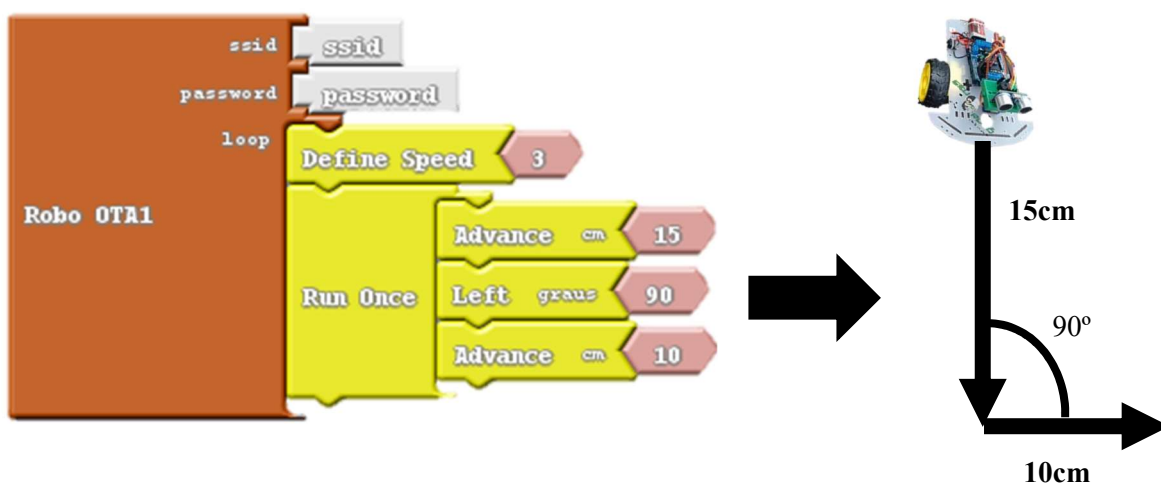 ssid ssid
password password
loop
Define Speed 3
Robo OTA1
Run Once
Advance cm 15
Left graus 90
Advance cm 10
15cm
90º
10cm